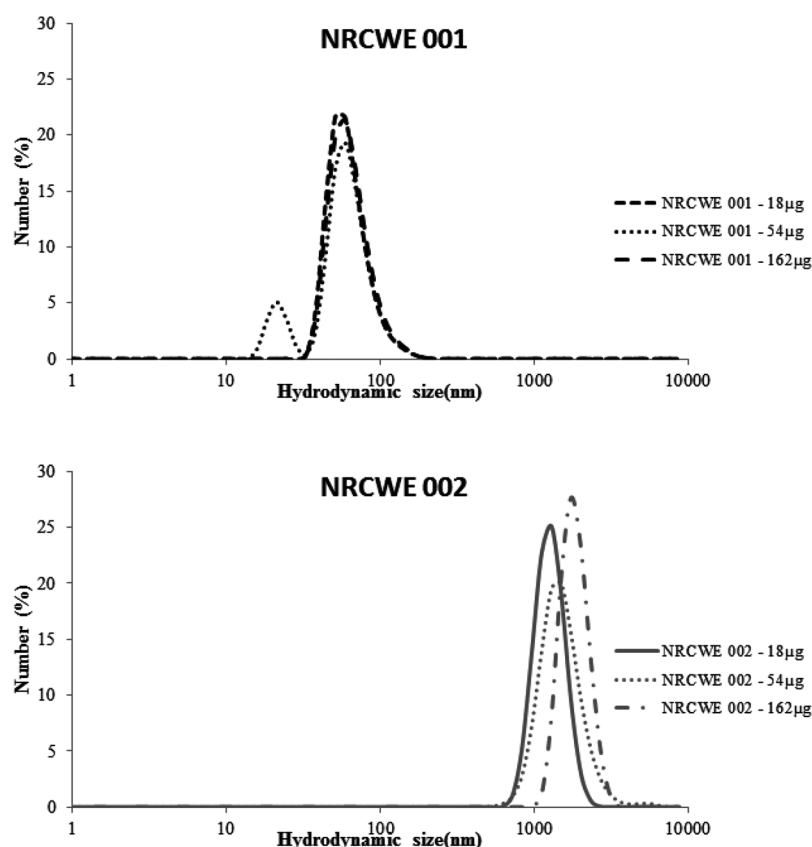 NRCWE 001
30
25
20
15
10
5
0
Number (%)
1 10 100 1000 10000
Hydrodynamic size(nm)
NRCWE 001 - 18µg
NRCWE 001 - 54µg
NRCWE 001 - 162µg
NRCWE 002
30
25
20
15
10
5
0
Number (%)
1 10 100 1000 10000
Hydrodynamic size(nm)
NRCWE 002 - 18µg
NRCWE 002 - 54µg
NRCWE 002 - 162µg